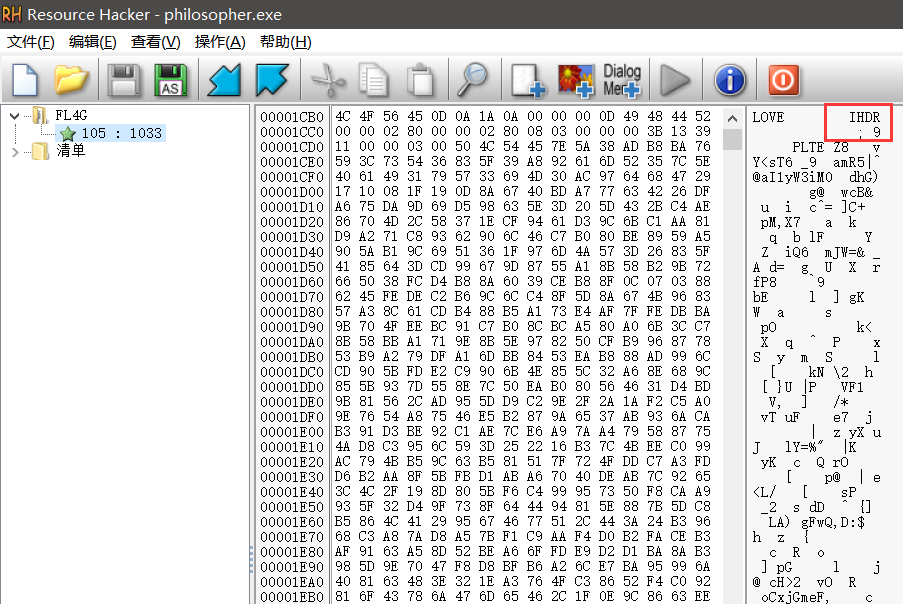 Resource Hacker - philosopher.exe
文件(F) 编辑(E) 查看(V) 操作(A) 帮助(H)
AS
Dialog
Mer
FL4G
105 : 1033
清单
00001CB0 4C 4F 56 45 0D 0A 1A 0A 00 00 00 0D 49 48 44 52 LOVE IHDR
00001CC0 00 00 02 80 00 00 02 80 08 03 00 00 00 3B 13 39 ; 9
00001CD0 11 00 00 03 00 50 4C 54 45 7E 5A 38 AD B8 BA 76 PLTE Z8 v
00001CE0 59 3C 73 54 36 83 5F 39 A8 92 61 6D 52 35 7C 5E Y<sT6 _9 amR5|^
00001CF0 40 61 49 31 79 57 33 69 4D 30 AC 97 64 68 47 29 @aI1yW3iM0 dhG)
00001D00 17 10 08 1F 19 0D 8A 67 40 BD A7 77 63 42 26 DF g@ wcB&
00001D10 A6 75 DA 9D 69 D5 98 63 5E 3D 20 5D 43 2B C4 AE u i c^= ]C+
00001D20 86 70 4D 2C 58 37 1E CF 94 61 D3 9C 6B C1 AA 81 pM,X7 a k
00001D30 D9 A2 71 C8 93 62 90 6C 46 C7 B0 80 BE 89 59 A5 q b lF Y
00001D40 90 5A B1 9C 69 51 36 1F 97 6D 4A 57 3D 26 83 5F Z iQ6 mJW=& _
00001D50 41 85 64 3D CD 99 67 9D 87 55 A1 8B 58 B2 9B 72 A d= g U X r
00001D60 66 50 38 FC D4 B8 8A 60 39 CE B8 8F 0C 07 03 88 fP8 `9
00001D70 62 45 FE DE C2 B6 9C 6C C4 8F 5D 8A 67 4B 96 83 bE l ] gK
00001D80 57 A3 8C 61 CD B4 88 B5 A1 73 E4 AF 7F FE DB BA W a s
00001D90 9B 70 4F EE BC 91 C7 B0 8C BC A5 80 A0 6B 3C C7 pO k<
00001DA0 8B 58 BB A1 71 9E 8B 5E 97 82 50 CF B9 96 87 78 X q ^ P x
00001DB0 53 B9 A2 79 DF A1 6D BB 84 53 EA B8 88 AD 99 6C S y m S l
00001DC0 CD 90 5B FD E2 C9 90 6B 4E 85 5C 32 A6 8E 68 9C [ kN \2 h
00001DD0 85 5B 93 7D 55 8E 7C 50 EA B0 80 56 46 31 D4 BD [ }U |P VF1
00001DE0 9B 81 56 2C AD 95 5D D9 C2 9E 2F 2A 1A F2 C5 A0 V, ] /*
00001DF0 9E 76 54 A8 75 46 E5 B2 87 9A 65 37 AB 93 6A CA vT uF e7 j
00001E00 B3 91 D3 BE 92 C1 AE 7C E6 A9 7A A4 79 58 87 75 | z yX u
00001E10 4A D8 C3 95 6C 59 3D 25 22 16 B3 7C 4B EE C0 99 J lY=%" |K
00001E20 AC 79 4B B5 9C 63 B5 81 51 7F 72 4F DD C7 A3 FD yK c Q rO
00001E30 D6 B2 AA 8F 5B FB D1 AB A6 70 40 DE AB 7C 92 65 [ p@ | e
00001E40 3C 4C 2F 19 8D 80 5B F6 C4 99 95 73 50 F8 CA A9 <L/ [ sP
00001E50 93 5F 32 D4 9F 73 8F 64 44 94 81 5E 88 7B 5D C8 _2 s dD ^ {]
00001E60 B5 86 4C 41 29 95 67 46 77 51 2C 44 3A 24 B3 96 LA) gFwQ,D:$
00001E70 68 C3 A8 7A D8 A5 7B F1 C9 AA F4 D0 B2 FA CE B3 h z {
00001E80 AF 91 63 A5 8D 52 BE A6 6F FD E9 D2 D1 BA 8A B3 c R o
00001E90 98 5D 9E 70 47 F8 D8 BF B6 A2 6C E7 BA 95 99 6A ] pG l j
00001EA0 40 81 63 48 3E 32 1E A3 76 4F C3 86 52 F4 C0 92 @ cH>2 vO R
00001EB0 81 6F 43 78 6A 47 6D 65 46 2C 1F 0E 9C 86 63 EE oCxjGmeF, c